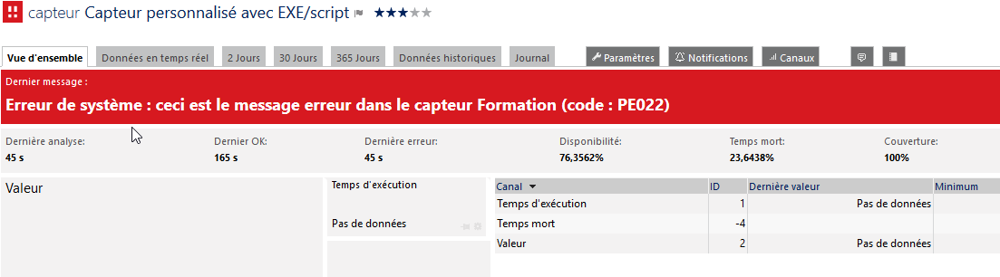 capteur Capteur personnalisé avec EXE/script
Vue d'ensemble Données en temps réel 2 Jours 30 Jours 365 Jours Données historiques Journal Paramètres Notifications Canaux
Dernier message :
Erreur de système : ceci est le message erreur dans le capteur Formation (code : PE022)
Dernière analyse: Dernier OK: Dernière erreur: Disponibilité: Temps mort: Couverture:
45 s 165 s 45 s 76,3562% 23,6438% 100%
Valeur
Temps d'exécution
Pas de données
Canal ID Dernière valeur Minimum
Temps d'exécution 1 Pas de données
Temps mort -4
Valeur 2 Pas de données